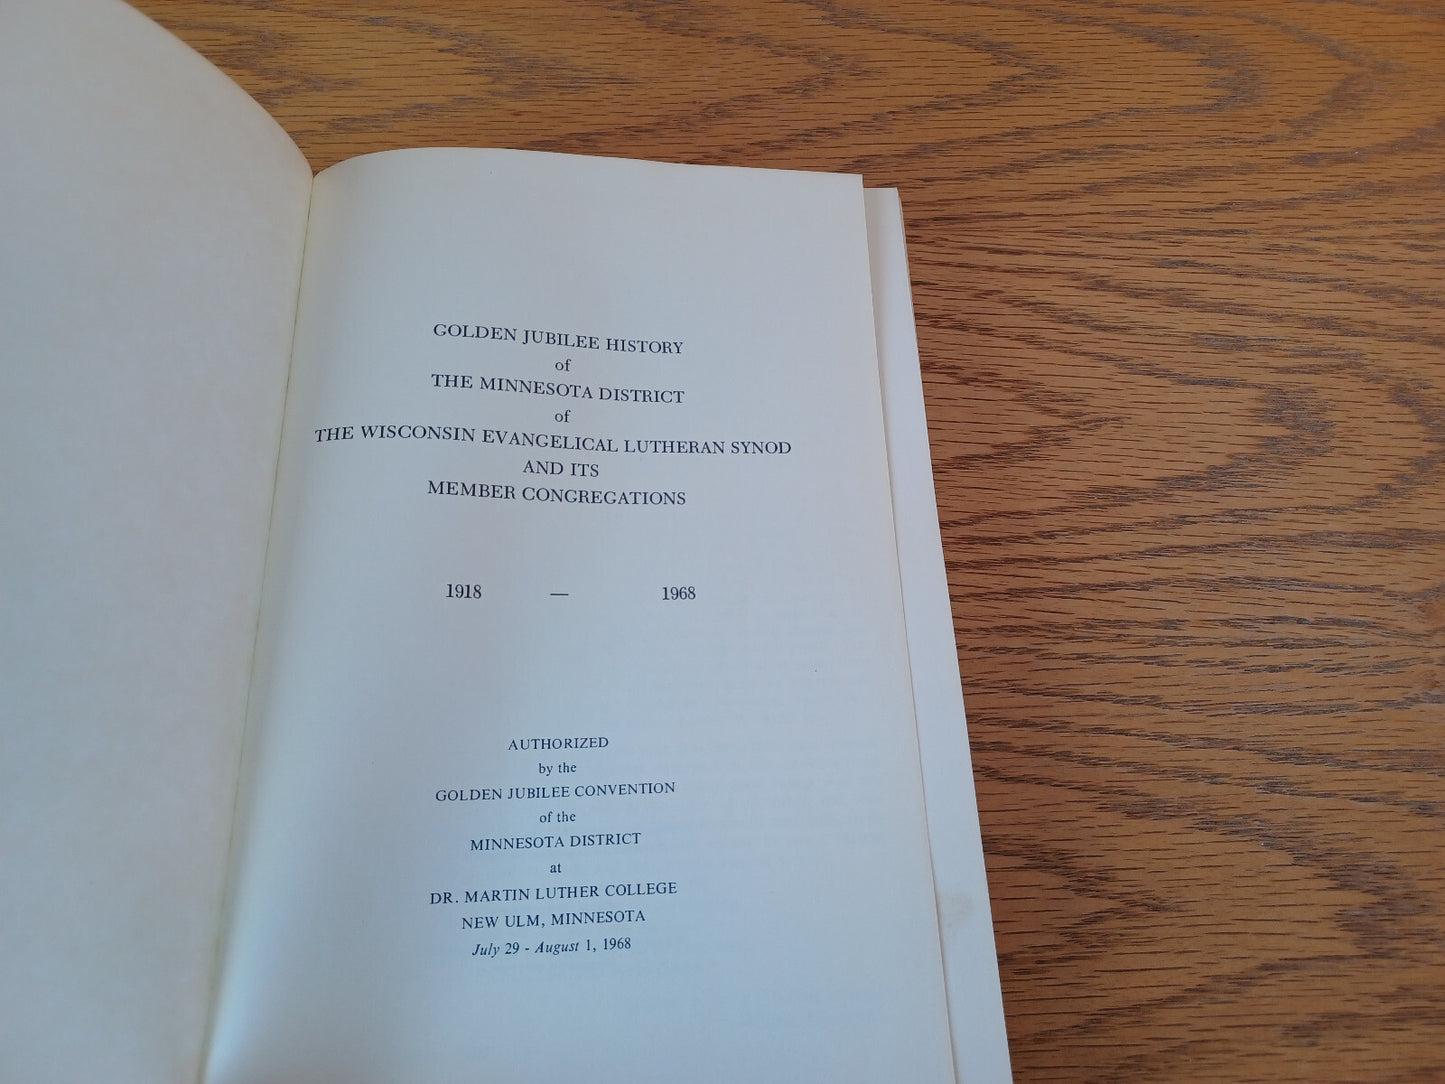 GOLDEN JUBILEE HISTORY
of
THE MINNESOTA DISTRICT
of
THE WISCONSIN EVANGELICAL LUTHERAN SYNOD
AND ITS
MEMBER CONGREGATIONS
1918 — 1968
AUTHORIZED
by the
GOLDEN JUBILEE CONVENTION
of the
MINNESOTA DISTRICT
at
DR. MARTIN LUTHER COLLEGE
NEW ULM, MINNESOTA
July 29 - August 1, 1968